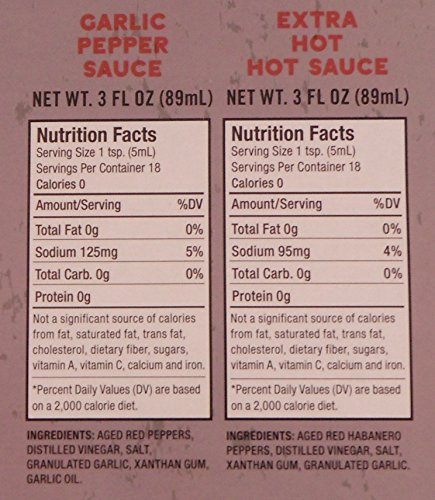 GARLIC
PEPPER
SAUCE
NET WT. 3 FL OZ (89mL)
Nutrition Facts
Serving Size 1 tsp. (5mL)
Servings Per Container 18
Calories 0
Amount/Serving %DV
Total Fat 0g 0%
Sodium 125mg 5%
Total Carb. 0g 0%
Protein 0g
Not a significant source of calories
from fat, saturated fat, trans fat,
cholesterol, dietary fiber, sugars,
vitamin A, vitamin C, calcium and iron.
*Percent Daily Values (DV) are based
on a 2,000 calorie diet.
INGREDIENTS: AGED RED PEPPERS,
DISTILLED VINEGAR, SALT,
GRANULATED GARLIC, XANTHAN GUM,
GARLIC OIL.
EXTRA
HOT
HOT SAUCE
NET WT. 3 FL OZ (89mL)
Nutrition Facts
Serving Size 1 tsp. (5mL)
Servings Per Container 18
Calories 0
Amount/Serving %DV
Total Fat 0g 0%
Sodium 95mg 4%
Total Carb. 0g 0%
Protein 0g
Not a significant source of calories
from fat, saturated fat, trans fat,
cholesterol, dietary fiber, sugars,
vitamin A, vitamin C, calcium and iron.
*Percent Daily Values (DV) are based
on a 2,000 calorie diet.
INGREDIENTS: AGED RED HABANERO
PEPPERS, DISTILLED VINEGAR, SALT,
XANTHAN GUM, GRANULATED GARLIC.